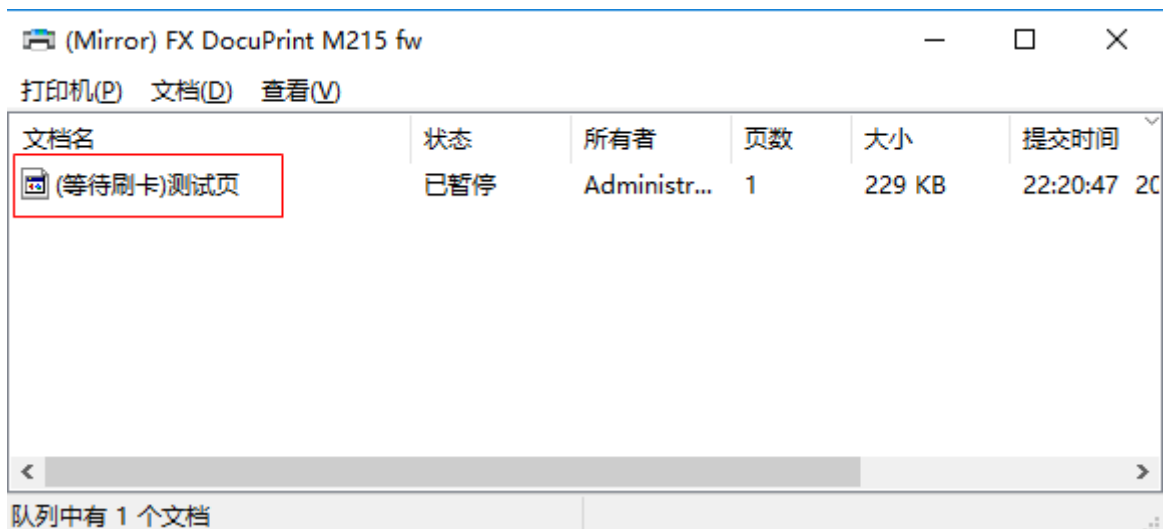 (Mirror) FX DocuPrint M215 fw
打印机(P) 文档(D) 查看(V)
文档名 状态 所有者 页数 大小 提交时间
(等待刷卡)测试页 已暂停 Administr... 1 229 KB 22:20:47 20
队列中有 1 个文档